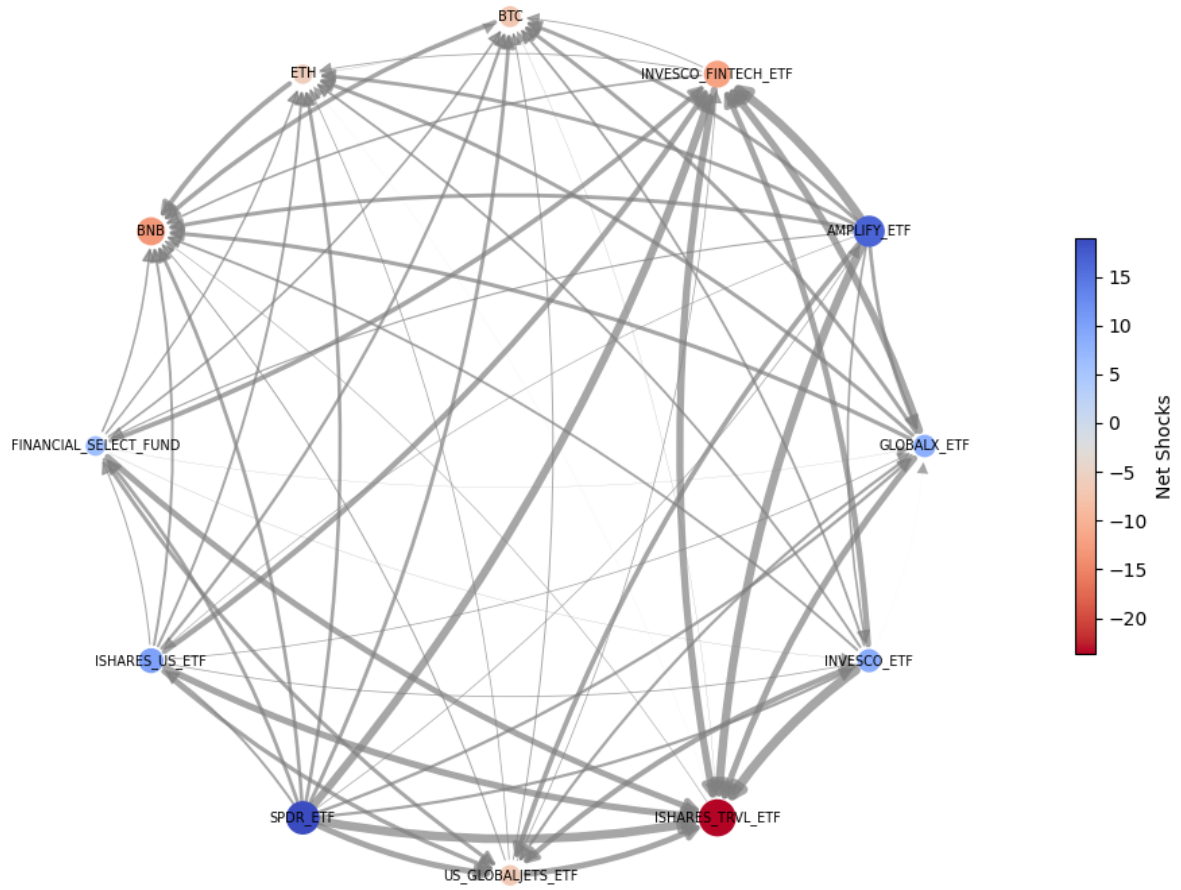 BTC
ETH
INVESCO_FINTECH_ETF
BNB
AMPLIFY_ETF
15
10
5
FINANCIAL_SELECT_FUND
GLOBALX_ETF
0
−5
−10
−15
−20
Net Shocks
ISHARES_US_ETF
INVESCO_ETF
SPDR_ETF
ISHARES_TRVL_ETF
US_GLOBALJETS_ETF